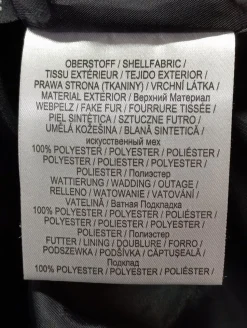 OBERSTOFF / SHELLFABRIC /
TISSU EXTÉRIEUR / TEJIDO EXTERIOR /
PRAWA STRONA (TKANINY) / VRCHNÍ LÁTKA /
MATERIAL EXTERIOR / Верхний Материал
WEBPELZ / FAKE FUR / FOURRURE TISSÉE /
PIEL SINTÉTICA / SZTUCZNE FUTRO /
UMĚLÁ KOŽEŠINA / BLANĂ SINTETICĂ /
искусственный мех
100% POLYESTER / POLYESTER / POLIÉSTER /
POLYESTER / POLIESTER / POLYESTER /
POLIESTER / Полиэстер
WATTIERUNG / WADDING / OUTAGE /
RELLENO / WATOWANIE / VATOVÁNÍ /
VATELINĂ / Ватная Подкладка
100% POLYESTER / POLYESTER / POLIÉSTER /
POLYESTER / POLIESTER / POLYESTER /
POLIESTER / Полиэстер
FUTTER / LINING / DOUBLURE / FORRO /
PODSZEWKA / PODŠÍVKA / CĂPTUȘEALĂ /
Подклад
100% POLYESTER / POLYESTER / POLIÉSTER /